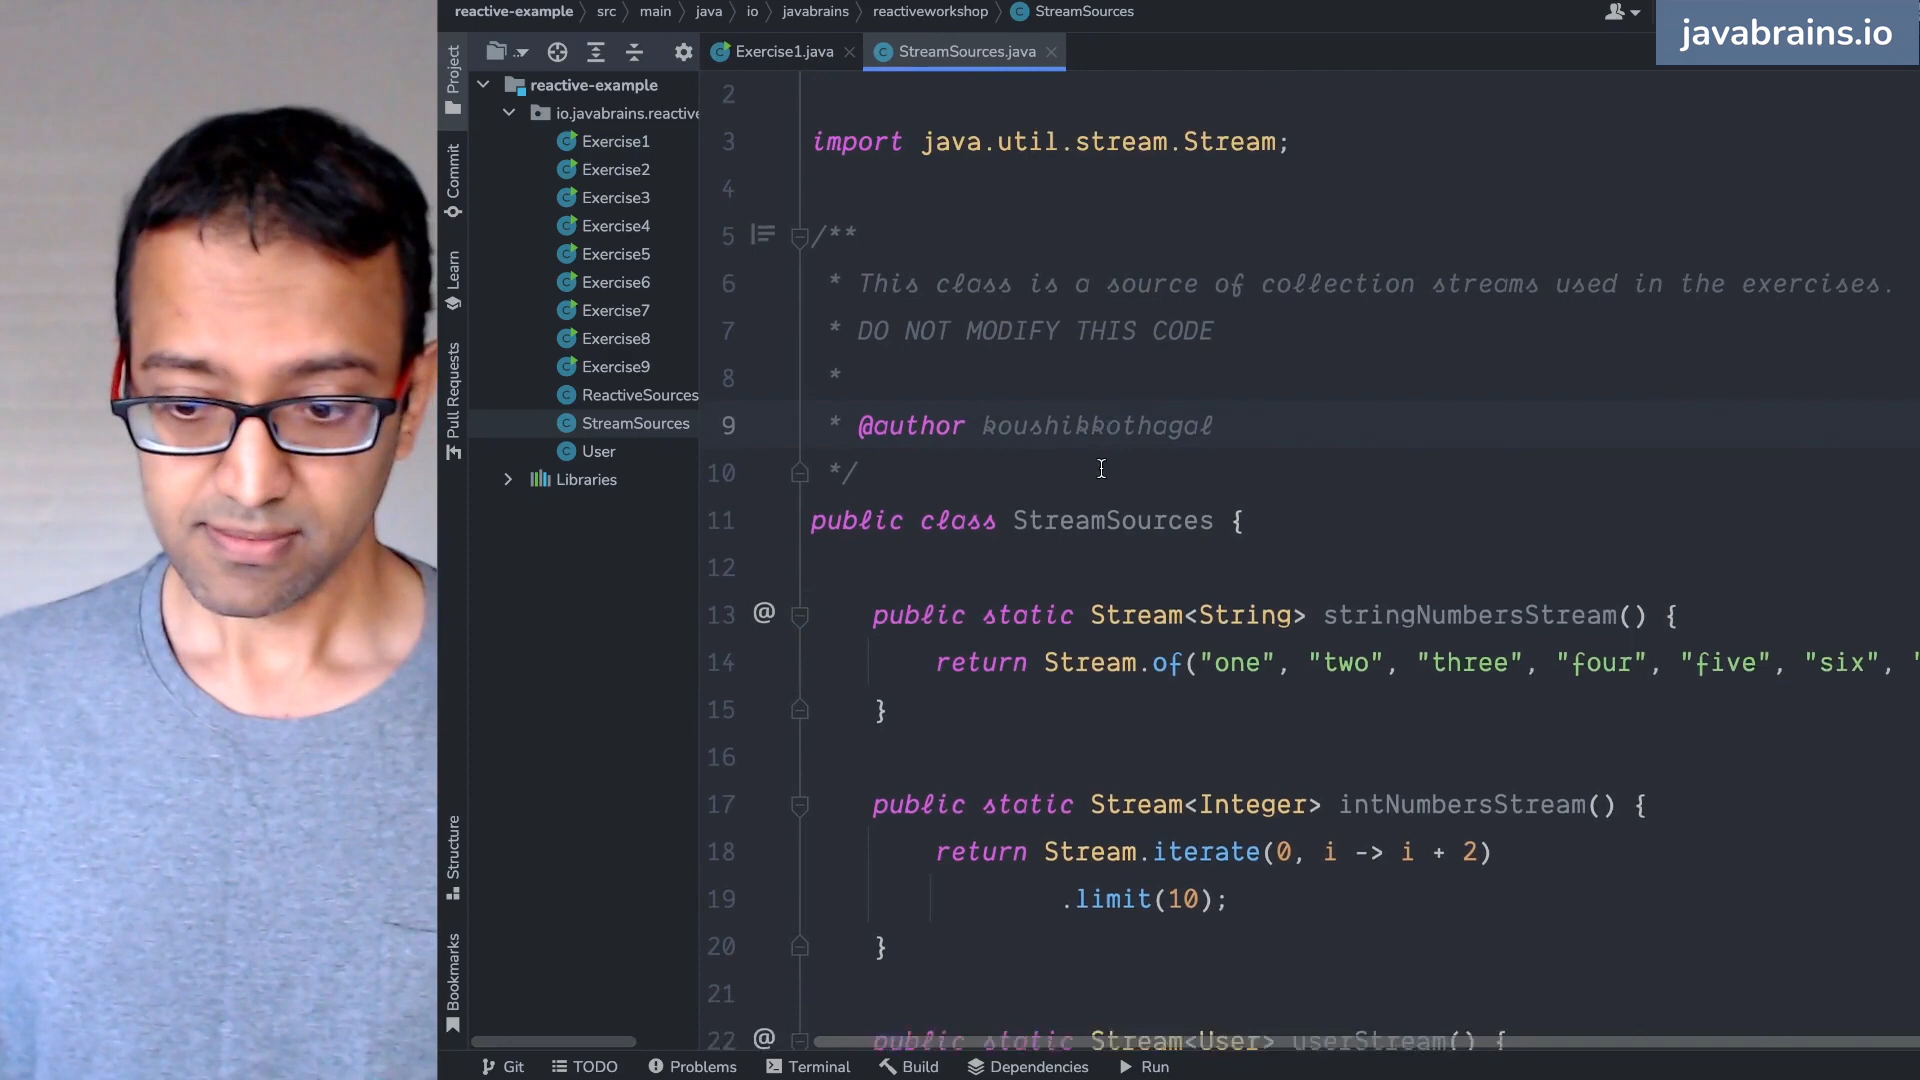 reactive-example > src > main > java > io > javabrains > reactiveworkshop > StreamSources
javabrains.io
Exercise1.java
StreamSources.java
Project
Commit
Learn
Pull Requests
Structure
Bookmarks
reactive-example
io.javabrains.reactive
Exercise1
Exercise2
Exercise3
Exercise4
Exercise5
Exercise6
Exercise7
Exercise8
Exercise9
ReactiveSources
StreamSources
User
Libraries
2
3 import java.util.stream.Stream;
4
5 /**
6 * This class is a source of collection streams used in the exercises.
7 * DO NOT MODIFY THIS CODE
8 *
9 * @author koushikkothagal
10 */
11 public class StreamSources {
12
13 @ public static Stream<String> stringNumbersStream() {
14 return Stream.of("one", "two", "three", "four", "five", "six", "
15 }
16
17 public static Stream<Integer> intNumbersStream() {
18 return Stream.iterate(0, i -> i + 2)
19 .limit(10);
20 }
21
22 @ public static Stream<User> userStream() {
Git TODO Problems Terminal Build Dependencies Run